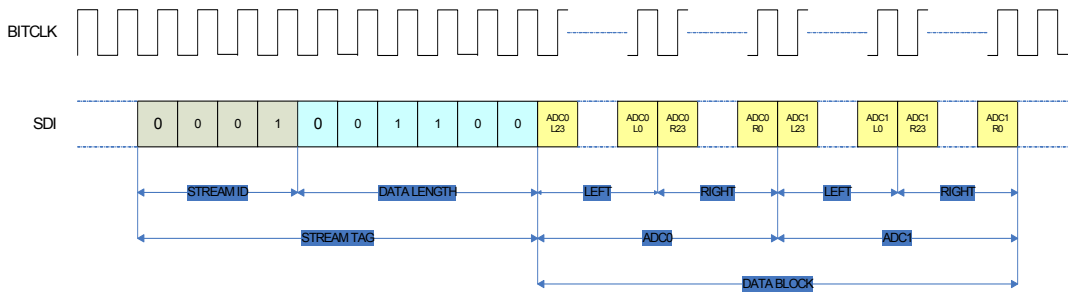 BITCLK
SDI
0 0 0 1 0 0 1 1 0 0 ADC0 L23 ADC0 L0 ADC0 R23 ADC0 R0 ADC1 L23 ADC1 L0 ADC1 R23 ADC1 R0
STREAM ID DATA LENGTH LEFT RIGHT LEFT RIGHT
STREAM TAG ADC0 ADC1
DATA BLOCK